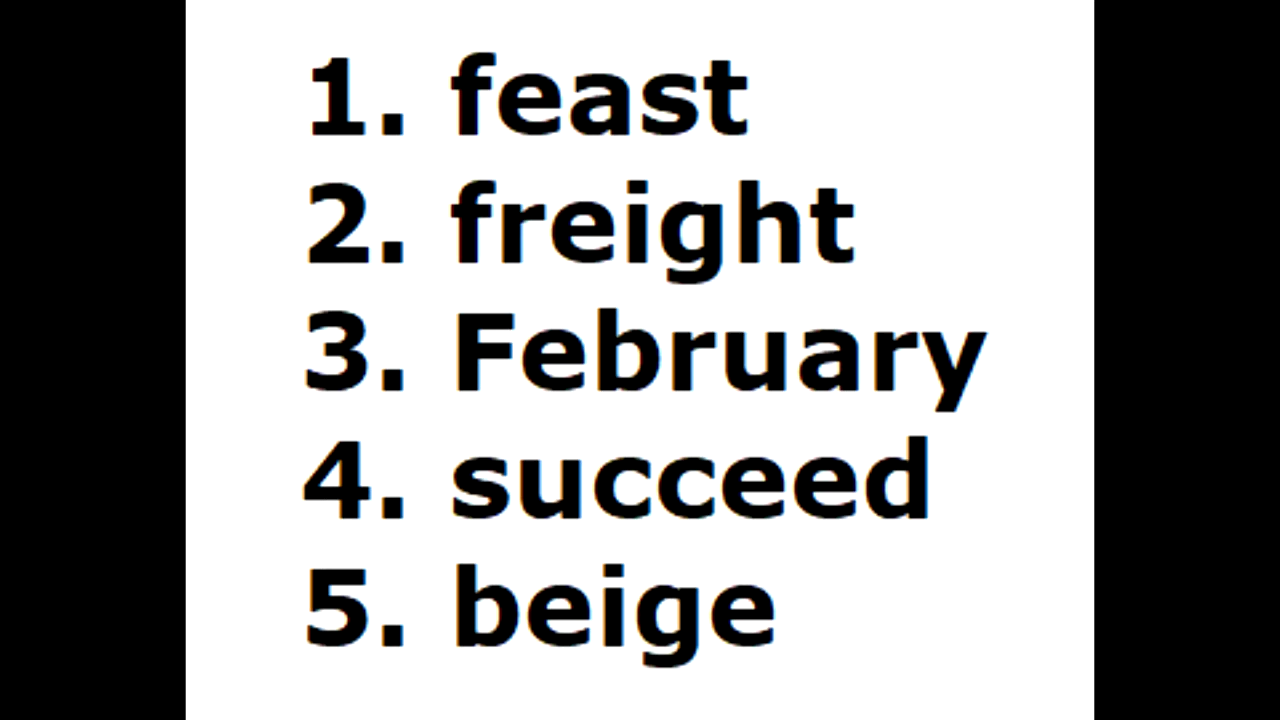 1. feast
2. freight
3. February
4. succeed
5. beige